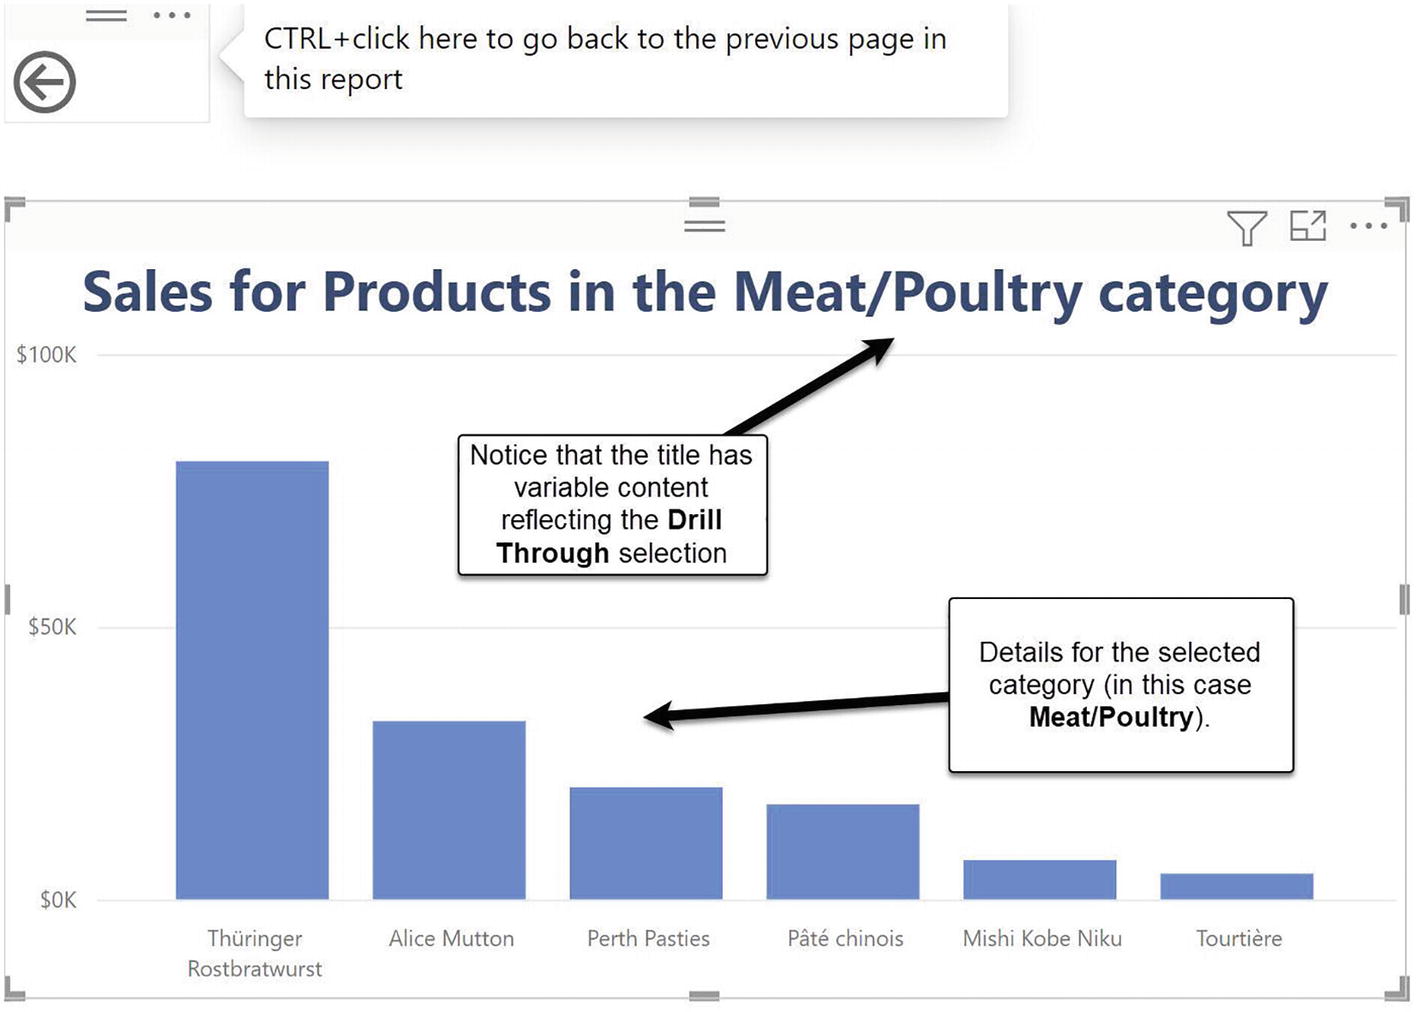 CTRL+click here to go back to the previous page in
this report
Sales for Products in the Meat/Poultry category
$100K
Notice that the title has
variable content
reflecting the Drill
Through selection
$50K
Details for the selected
category (in this case
Meat/Poultry).
$0K
Thüringer
Rostbratwurst
Alice Mutton
Perth Pasties
Pâté chinois
Mishi Kobe Niku
Tourtière